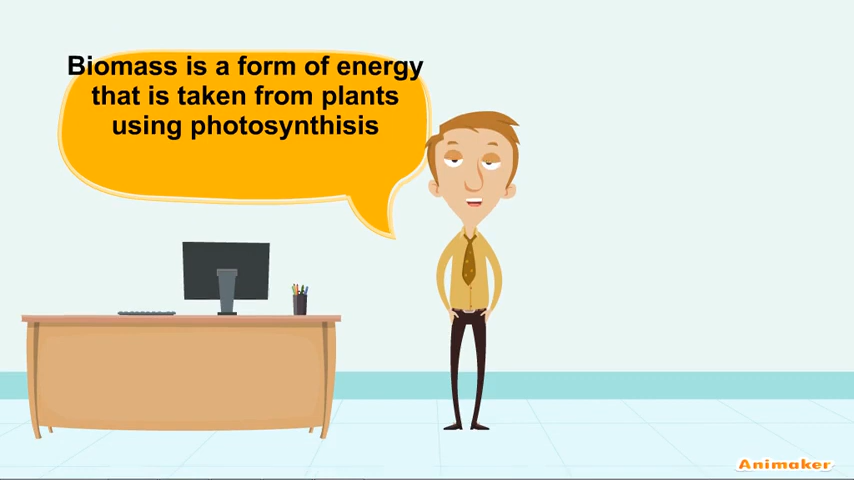 Biomass is a form of energy
that is taken from plants
using photosynthisis
Animaker